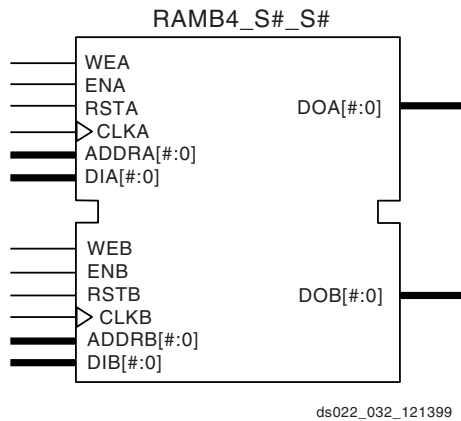 RAMB4_S#_S#
WEA
ENA
RSTA
CLKA
ADDRA[#:0]
DIA[#:0]
DOA[#:0]
WEB
ENB
RSTB
CLKB
ADDRB[#:0]
DIB[#:0]
DOB[#:0]
ds022_032_121399